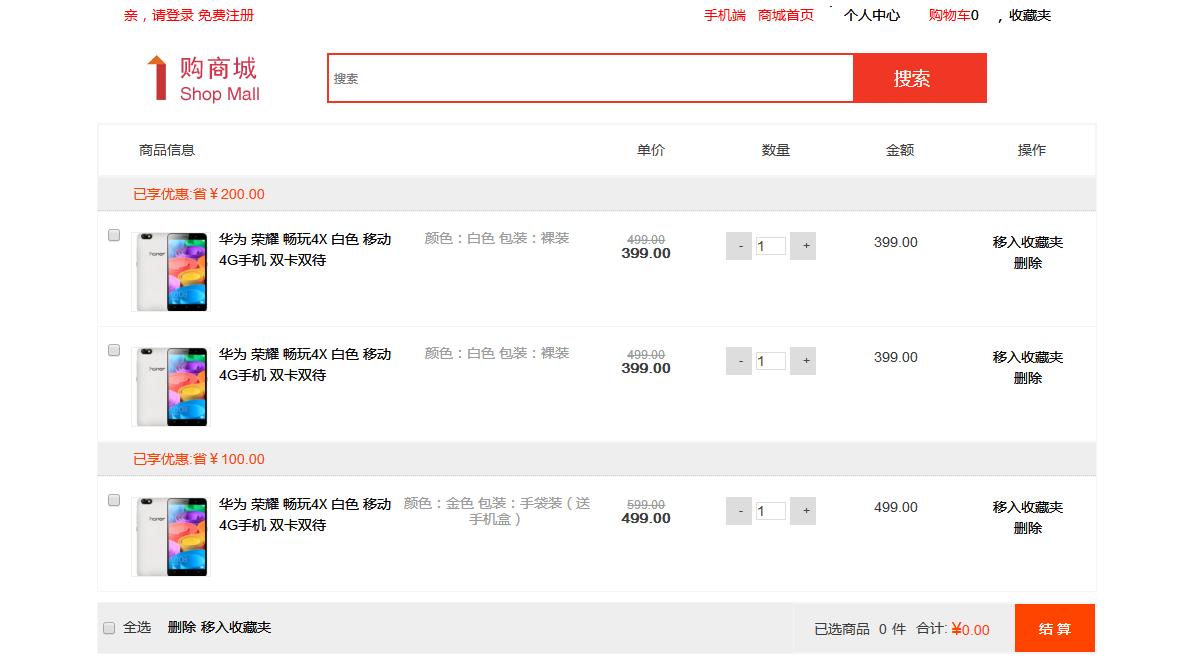 亲，请登录 免费注册 手机端 商城首页 个人中心 购物车0 ，收藏夹
购商城
Shop Mall
搜索 搜索
商品信息 单价 数量 金额 操作
已享优惠:省￥200.00
华为 荣耀 畅玩4X 白色 移动 颜色：白色 包装：裸装 499.00 - 1 + 399.00 移入收藏夹
4G手机 双卡双待 399.00 删除
honor
华为 荣耀 畅玩4X 白色 移动 颜色：白色 包装：裸装 499.00 - 1 + 399.00 移入收藏夹
4G手机 双卡双待 399.00 删除
honor
已享优惠:省￥100.00
华为 荣耀 畅玩4X 白色 移动 颜色：金色 包装：手袋装（送 599.00 - 1 + 499.00 移入收藏夹
4G手机 双卡双待 手机盒） 499.00 删除
honor
全选 删除 移入收藏夹 已选商品 0 件 合计: ¥0.00 结 算